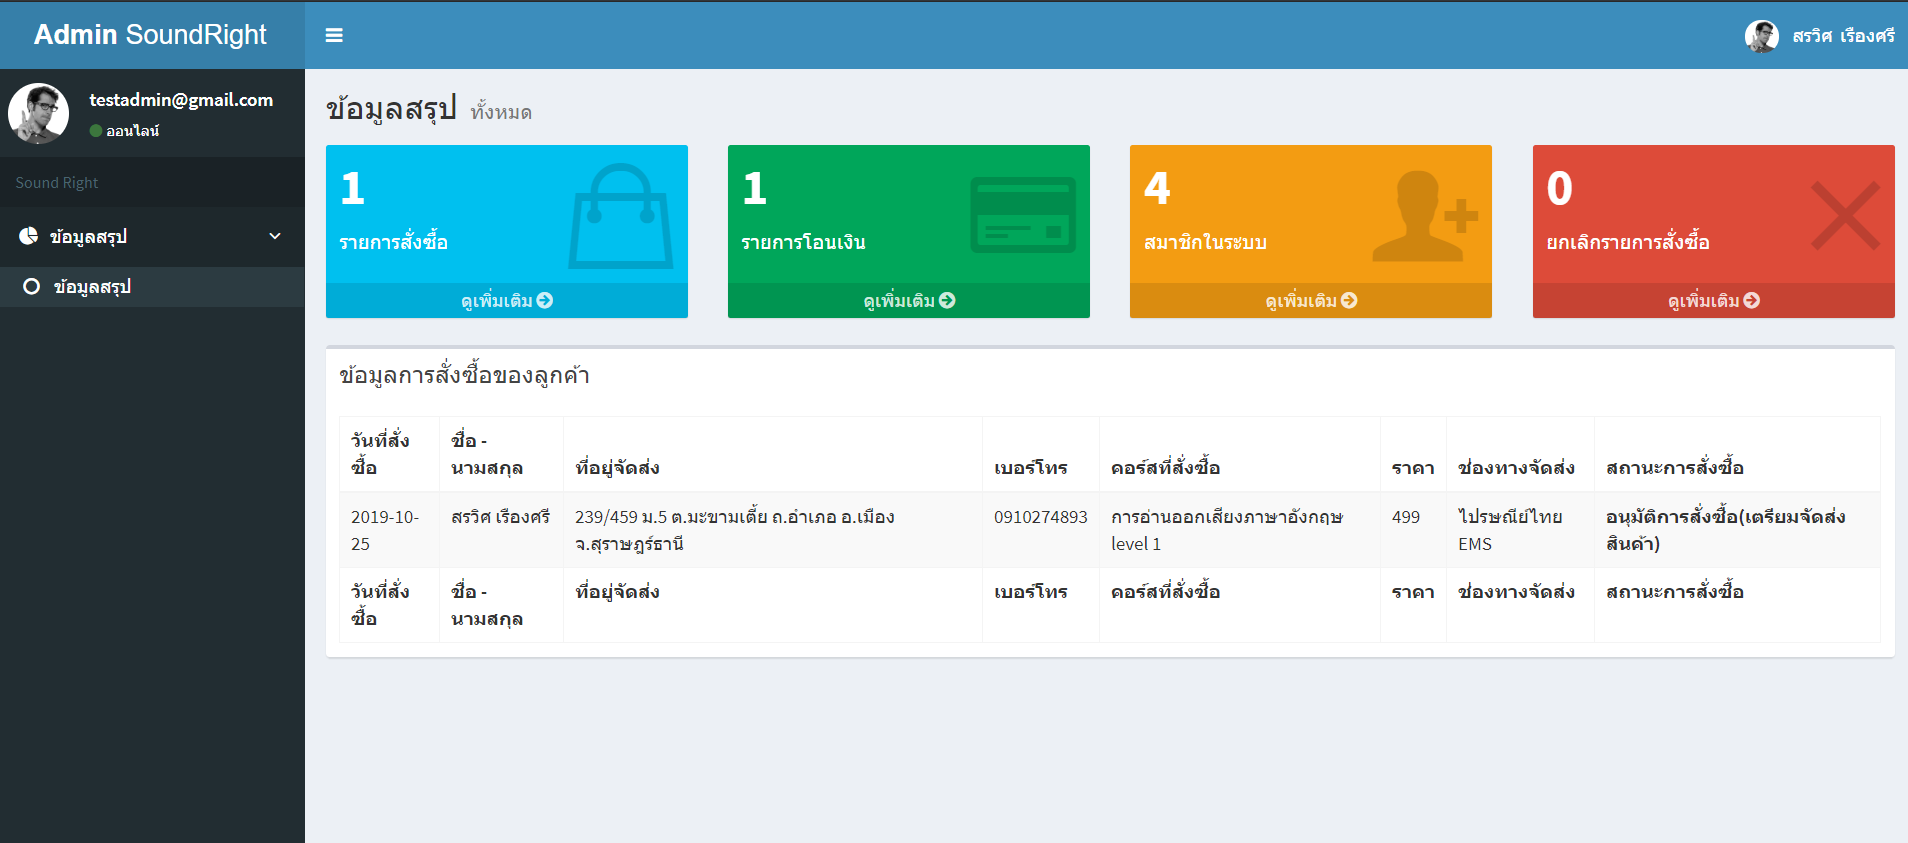 Admin SoundRight
สรวิศ เรืองศรี
testadmin@gmail.com
ออนไลน์
Sound Right
ข้อมูลสรุป
ข้อมูลสรุป
ข้อมูลสรุป ทั้งหมด
1
รายการสั่งซื้อ
ดูเพิ่มเติม
1
รายการโอนเงิน
ดูเพิ่มเติม
4
สมาชิกในระบบ
ดูเพิ่มเติม
0
ยกเลิกรายการสั่งซื้อ
ดูเพิ่มเติม
ข้อมูลการสั่งซื้อของลูกค้า
วันที่สั่ง
ซื้อ
ชื่อ -
นามสกุล
ที่อยู่จัดส่ง
เบอร์โทร
คอร์สที่สั่งซื้อ
ราคา
ช่องทางจัดส่ง
สถานะการสั่งซื้อ
2019-10-
25
สรวิศ เรืองศรี
239/459 ม.5 ต.มะขามเตี้ย ถ.อำเภอ อ.เมือง
จ.สุราษฎร์ธานี
0910274893
การอ่านออกเสียงภาษาอังกฤษ
level 1
499
ไปรษณีย์ไทย
EMS
อนุมัติการสั่งซื้อ(เตรียมจัดส่ง
สินค้า)
วันที่สั่ง
ซื้อ
ชื่อ -
นามสกุล
ที่อยู่จัดส่ง
เบอร์โทร
คอร์สที่สั่งซื้อ
ราคา
ช่องทางจัดส่ง
สถานะการสั่งซื้อ